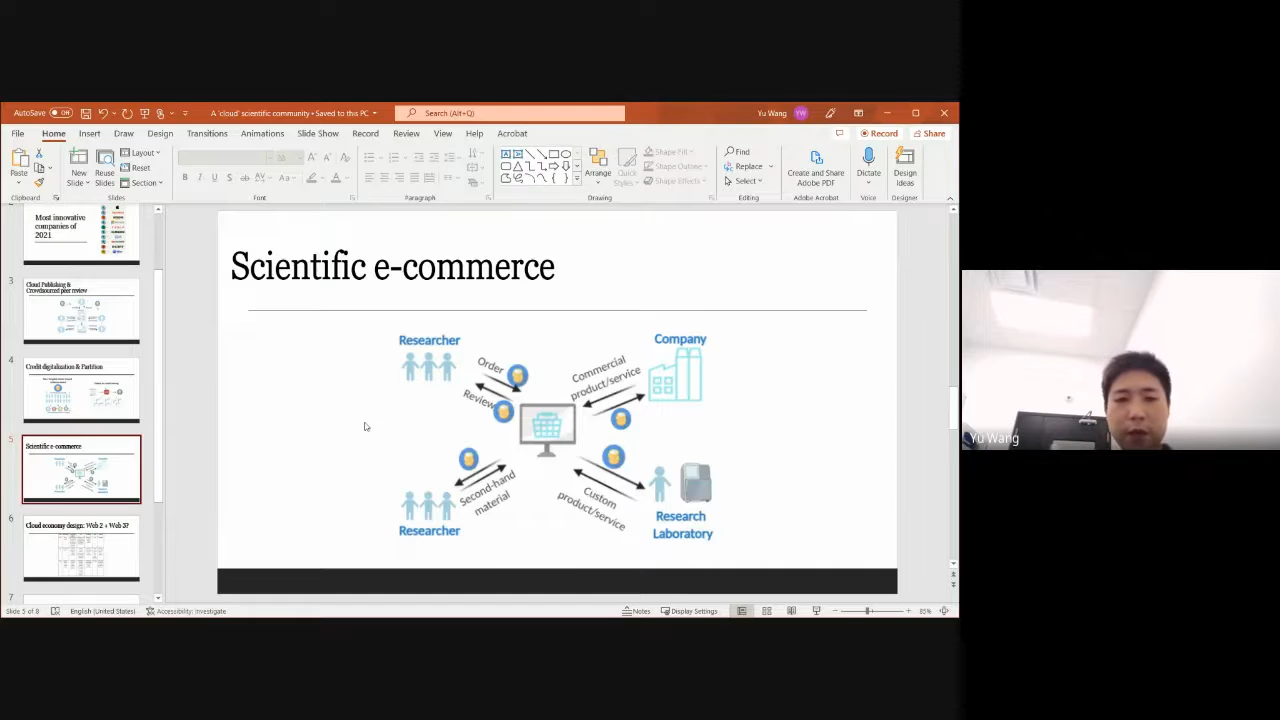 AutoSave Off
A 'cloud' scientific community • Saved to this PC
Search (Alt+Q)
Yu Wang YW
File Home Insert Draw Design Transitions Animations Slide Show Record Review View Help Acrobat
Record Share
Paste
New
Slide
Reuse
Slides
Layout
Reset
Section
B I U S ab AV Aa A
Arrange
Quick
Styles
Shape Fill
Shape Outline
Shape Effects
Find
Replace
Select
Create and Share
Adobe PDF
Dictate
Design
Ideas
Clipboard Slides Font Paragraph Drawing Editing Adobe Acrobat Voice Designer
Most innovative
companies of
2021
3
Cloud Publishing &
Crowdsourced peer review
4
Credit digitalization & Partition
5
Scientific e-commerce
6
Cloud economy design: Web 2 + Web 3?
7
Scientific e-commerce
Researcher
Company
Order
Review
Commercial
product/service
Second-hand
material
Custom
product/service
Researcher
Research
Laboratory
Slide 5 of 8 English (United States) Accessibility: Investigate
Notes Display Settings 85%
Yu Wang